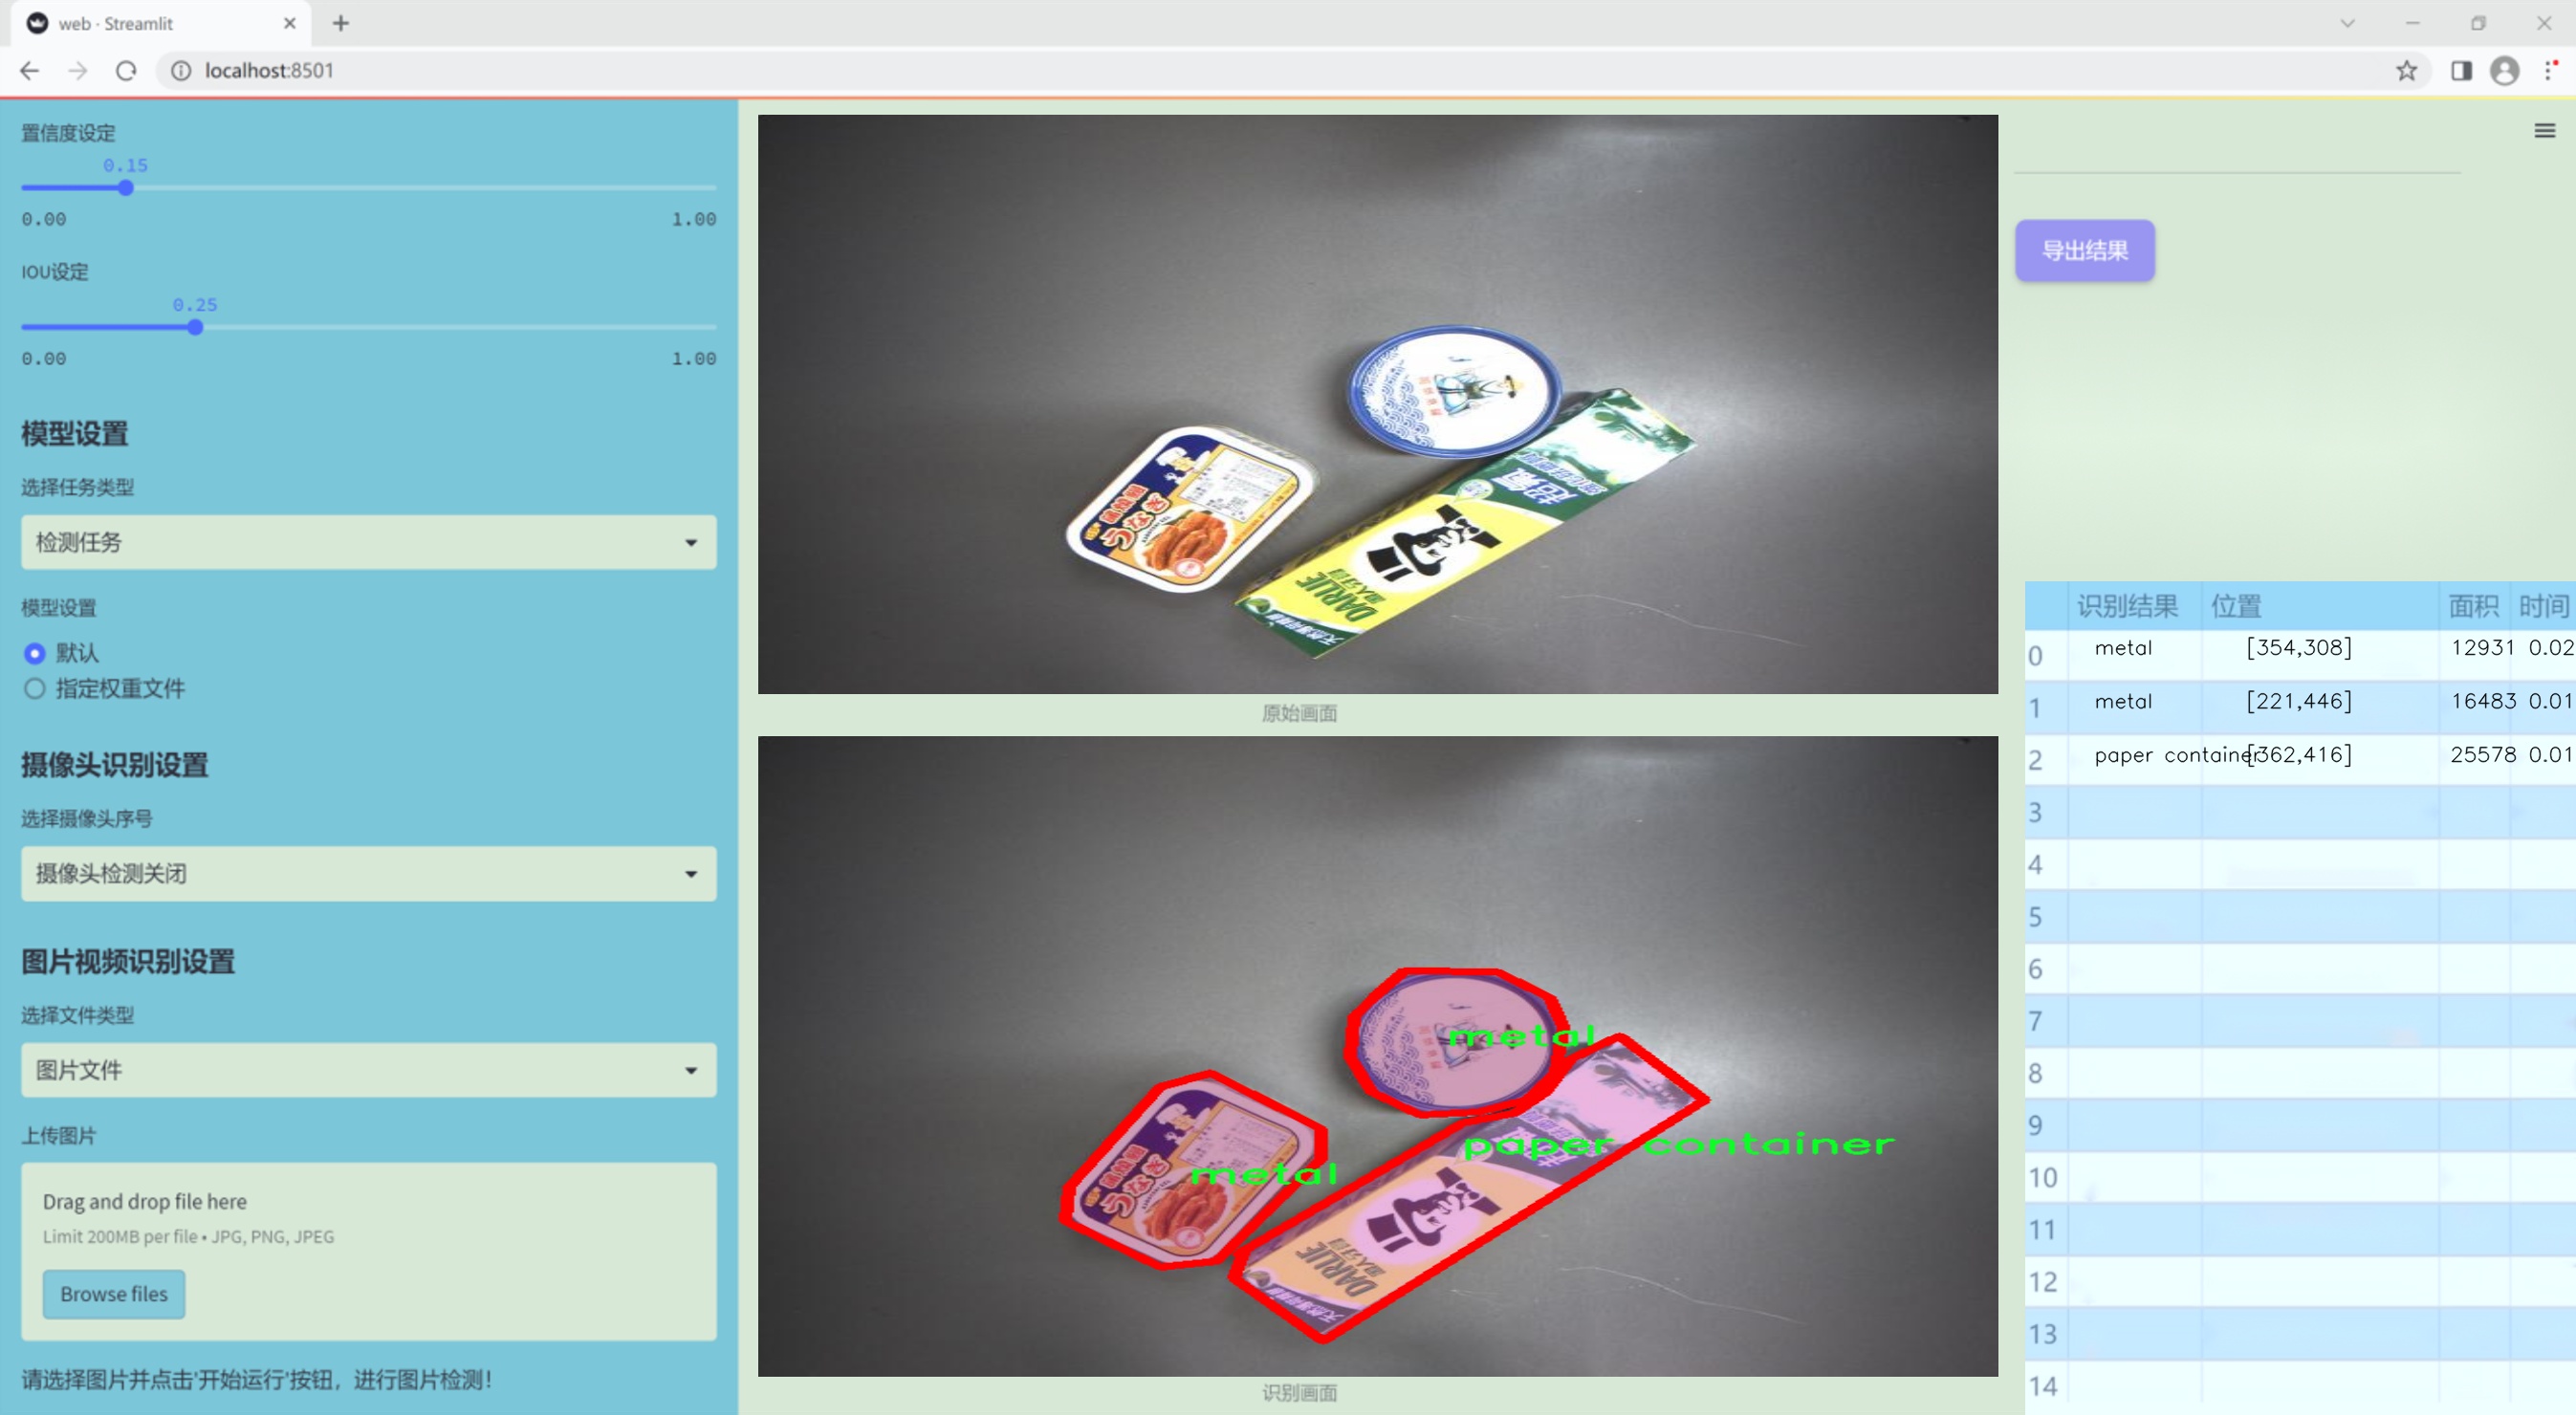 web · Streamlit
localhost:8501
置信度设定
0.15
0.00 1.00
IOU设定
0.25
0.00 1.00
模型设置
选择任务类型
检测任务
模型设置
默认
指定权重文件
摄像头识别设置
选择摄像头序号
摄像头检测关闭
图片视频识别设置
选择文件类型
图片文件
上传图片
Drag and drop file here
Limit 200MB per file • JPG, PNG, JPEG
Browse files
请选择图片并点击'开始运行'按钮，进行图片检测!
うなぎ
DARLIE
原始画面
metal
paper container
metal
うなぎ
DARLIE
识别画面
导出结果
识别结果 位置 面积 时间
0 metal [354,308] 12931 0.02
1 metal [221,446] 16483 0.01
2 paper container [362,416] 25578 0.01
3
4
5
6
7
8
9
10
11
12
13
14